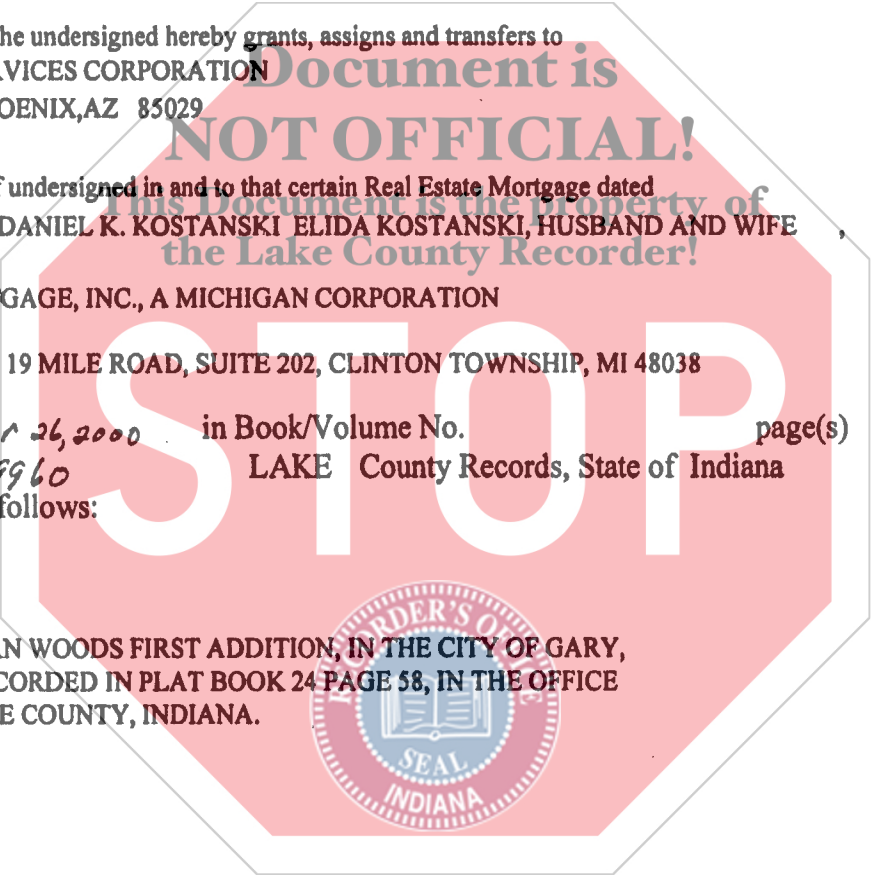 he undersigned hereby grants, assigns and transfers to
RVICES CORPORATION
Document is
OENIX,AZ 85029
NOT OFFICIAL!
f undersigned in and to that certain Real Estate Mortgage dated
This Document is the property of
DANIEL K. KOSTANSKI ELIDA KOSTANSKI, HUSBAND AND WIFE ,
the Lake County Recorder!
GAGE, INC., A MICHIGAN CORPORATION
19 MILE ROAD, SUITE 202, CLINTON TOWNSHIP, MI 48038
STOP
r 26,2000 in Book/Volume No. page(s)
9960 LAKE County Records, State of Indiana
follows:
RECORDER'S OFFICE
AN WOODS FIRST ADDITION, IN THE CITY OF GARY,
CORDED IN PLAT BOOK 24 PAGE 58, IN THE OFFICE
E COUNTY, INDIANA.
SEAL
INDIANA